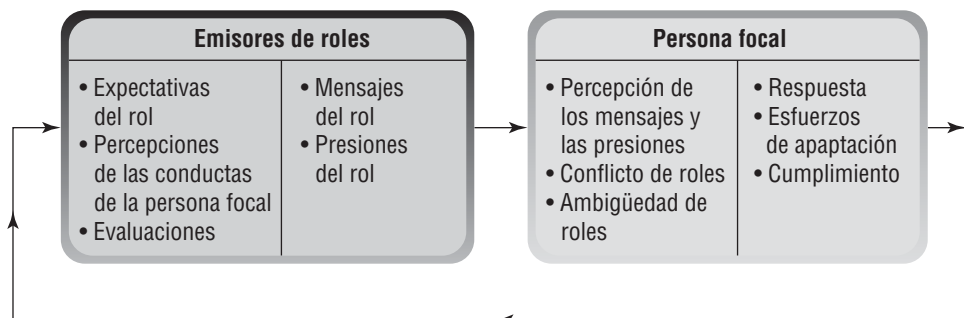 Emisores de roles
• Expectativas
del rol
• Percepciones
de las conductas
de la persona focal
• Evaluaciones
• Mensajes
del rol
• Presiones
del rol
Persona focal
• Percepción de
los mensajes y
las presiones
• Conflicto de roles
• Ambigüedad de
roles
• Respuesta
• Esfuerzos
de apaptación
• Cumplimiento